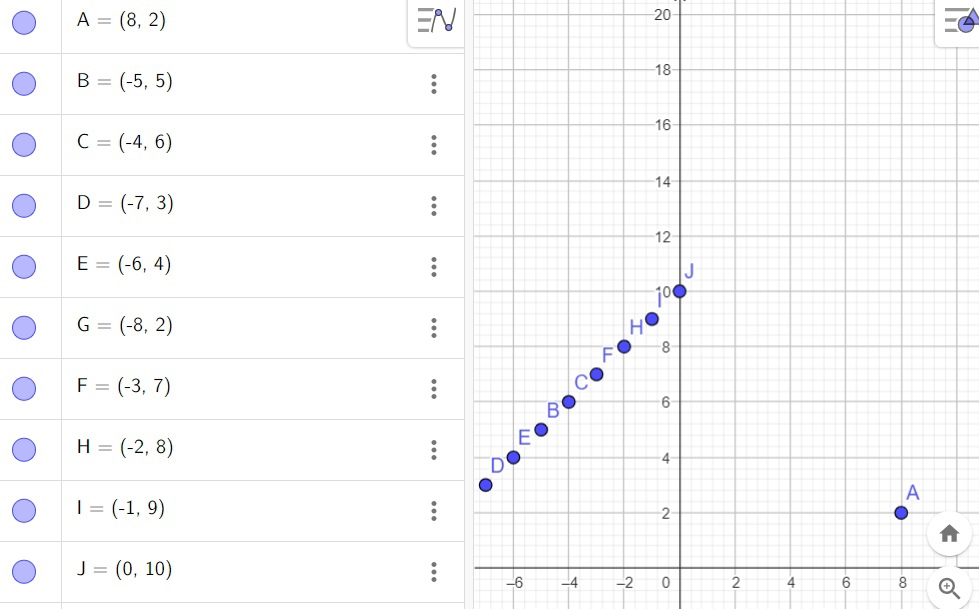 A = (8, 2)
B = (-5, 5)
C = (-4, 6)
D = (-7, 3)
E = (-6, 4)
G = (-8, 2)
F = (-3, 7)
H = (-2, 8)
I = (-1, 9)
J = (0, 10)
20
18
16
14
12
J
10
I
H
8
F
C
6
B
E
4
D
A
2
−6 −4 −2 0 2 4 6 8